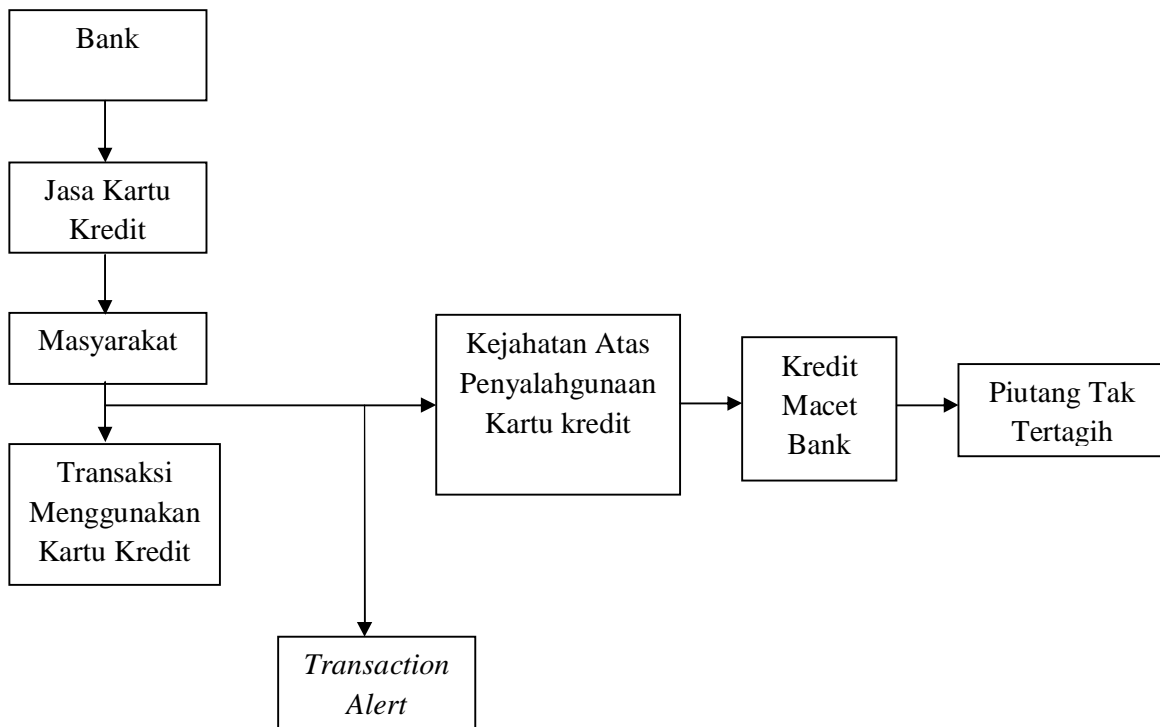 Bank
Jasa Kartu
Kredit
Masyarakat
Transaksi
Menggunakan
Kartu Kredit
Kejahatan Atas
Penyalahgunaan
Kartu kredit
Kredit
Macet
Bank
Piutang Tak
Tertagih
Transaction
Alert